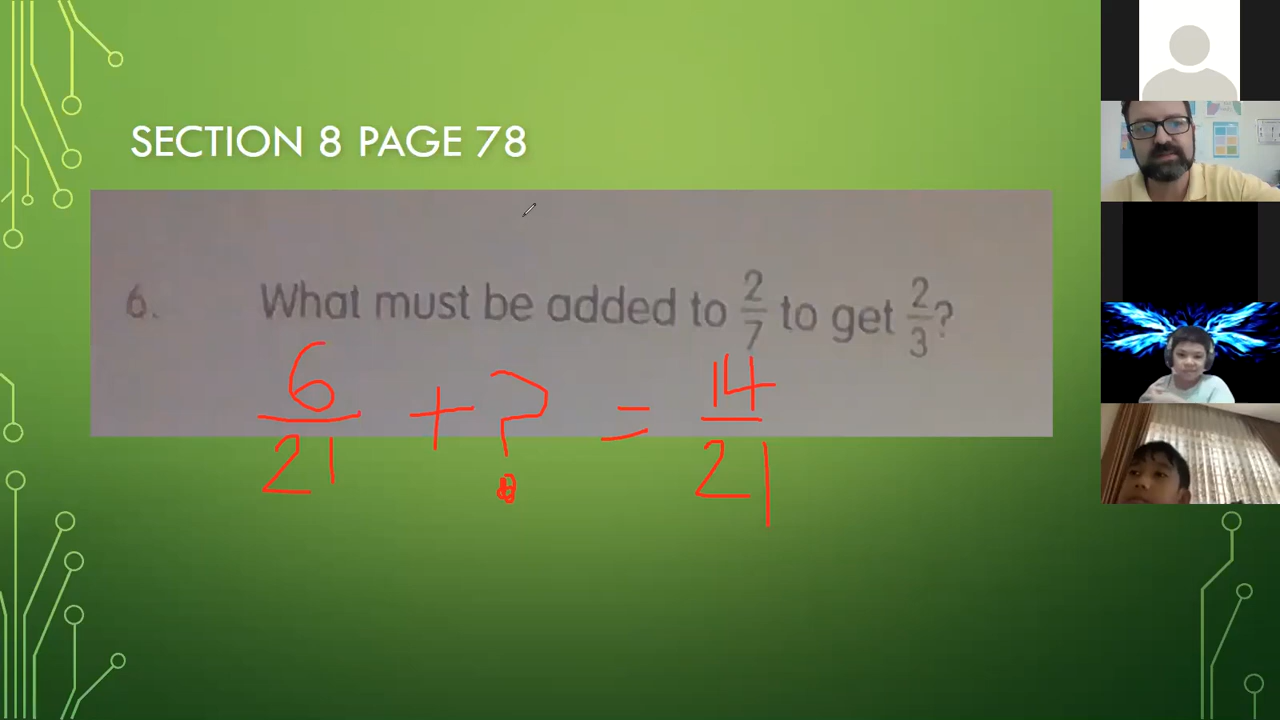 SECTION 8 PAGE 78
6. What must be added to 2/7 to get 2/3?
6/21 + ? = 14/21